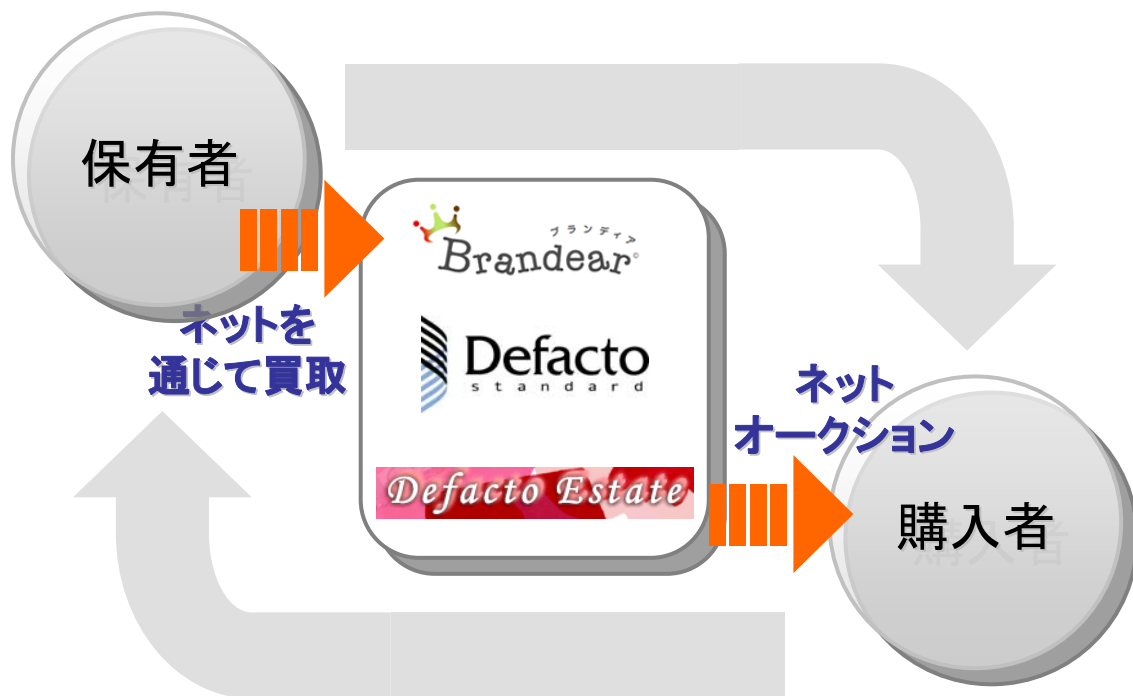 保有者
ネットを
通じて買取
ブランディア
Brandear
Defacto
standard
Defacto Estate
ネット
オークション
購入者